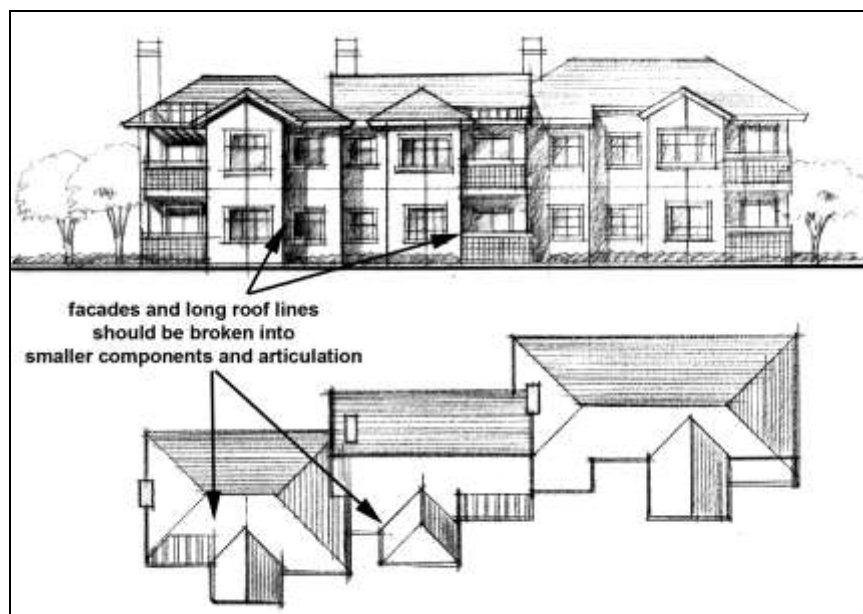 facades and long roof lines
should be broken into
smaller components and articulation